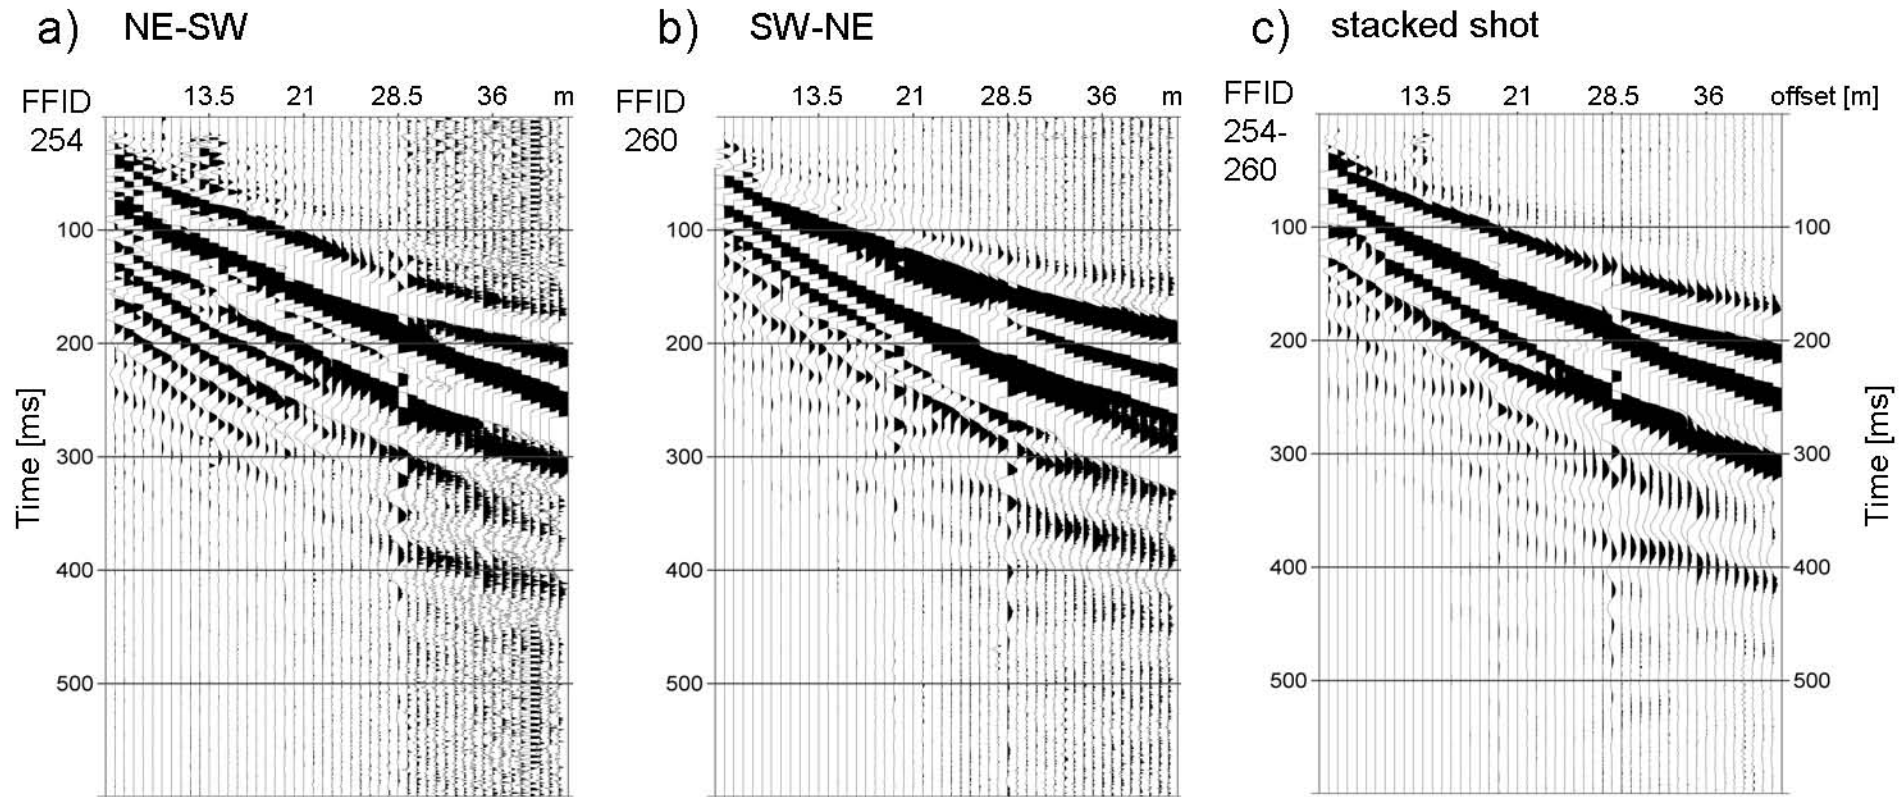 a) NE-SW
FFID
254
13.5 21 28.5 36 m
100
200
300
400
500
Time [ms]
b) SW-NE
FFID
260
13.5 21 28.5 36 m
100
200
300
400
500
c) stacked shot
FFID
254-
260
13.5 21 28.5 36 offset [m]
100 100
200 200
300 300
400 400
500 500
Time [ms]